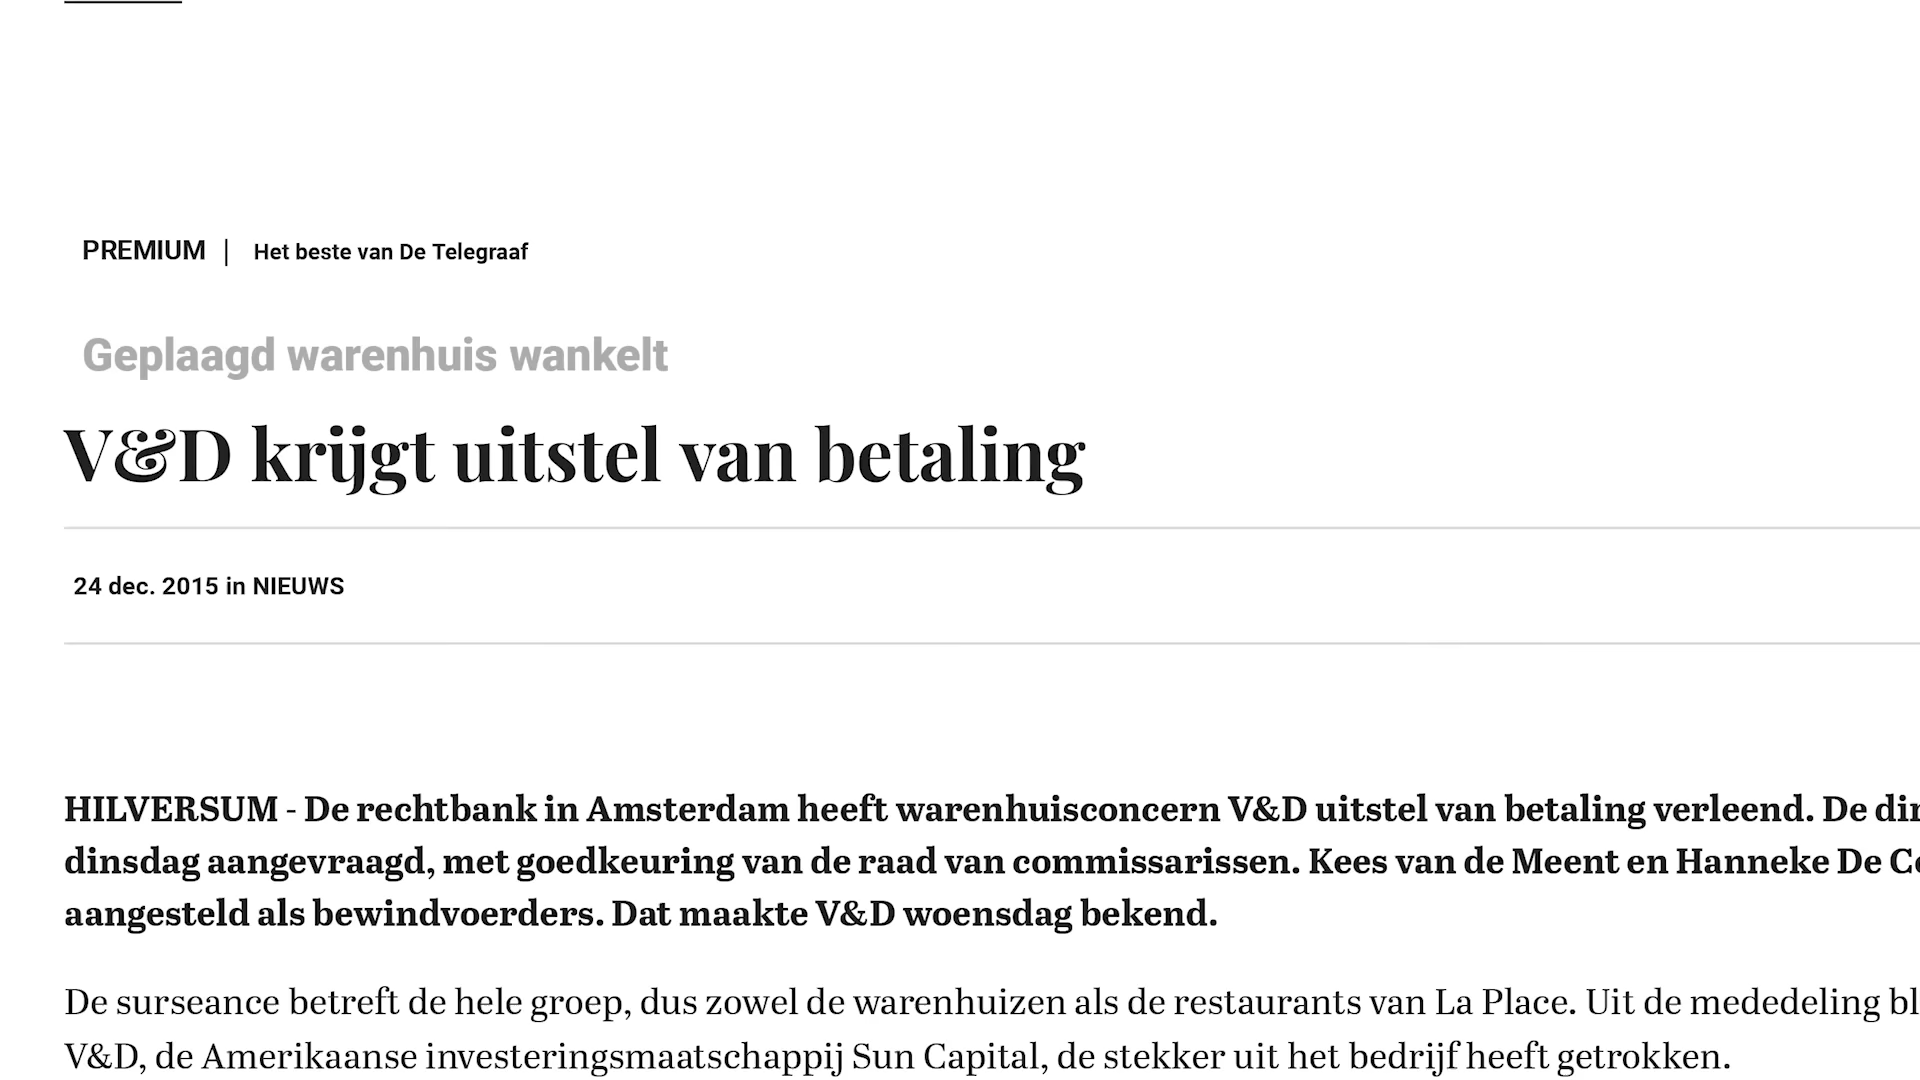 PREMIUM | Het beste van De Telegraaf
Geplaagd warenhuis wankelt
V&D krijgt uitstel van betaling
24 dec. 2015 in NIEUWS
HILVERSUM - De rechtbank in Amsterdam heeft warenhuisconcern V&D uitstel van betaling verleend. De
dinsdag aangevraagd, met goedkeuring van de raad van commissarissen. Kees van de Meent en Hanneke De
aangesteld als bewindvoerders. Dat maakte V&D woensdag bekend.
De surseance betreft de hele groep, dus zowel de warenhuizen als de restaurants van La Place. Uit de mededeling
V&D, de Amerikaanse investeringsmaatschappij Sun Capital, de stekker uit het bedrijf heeft getrokken.